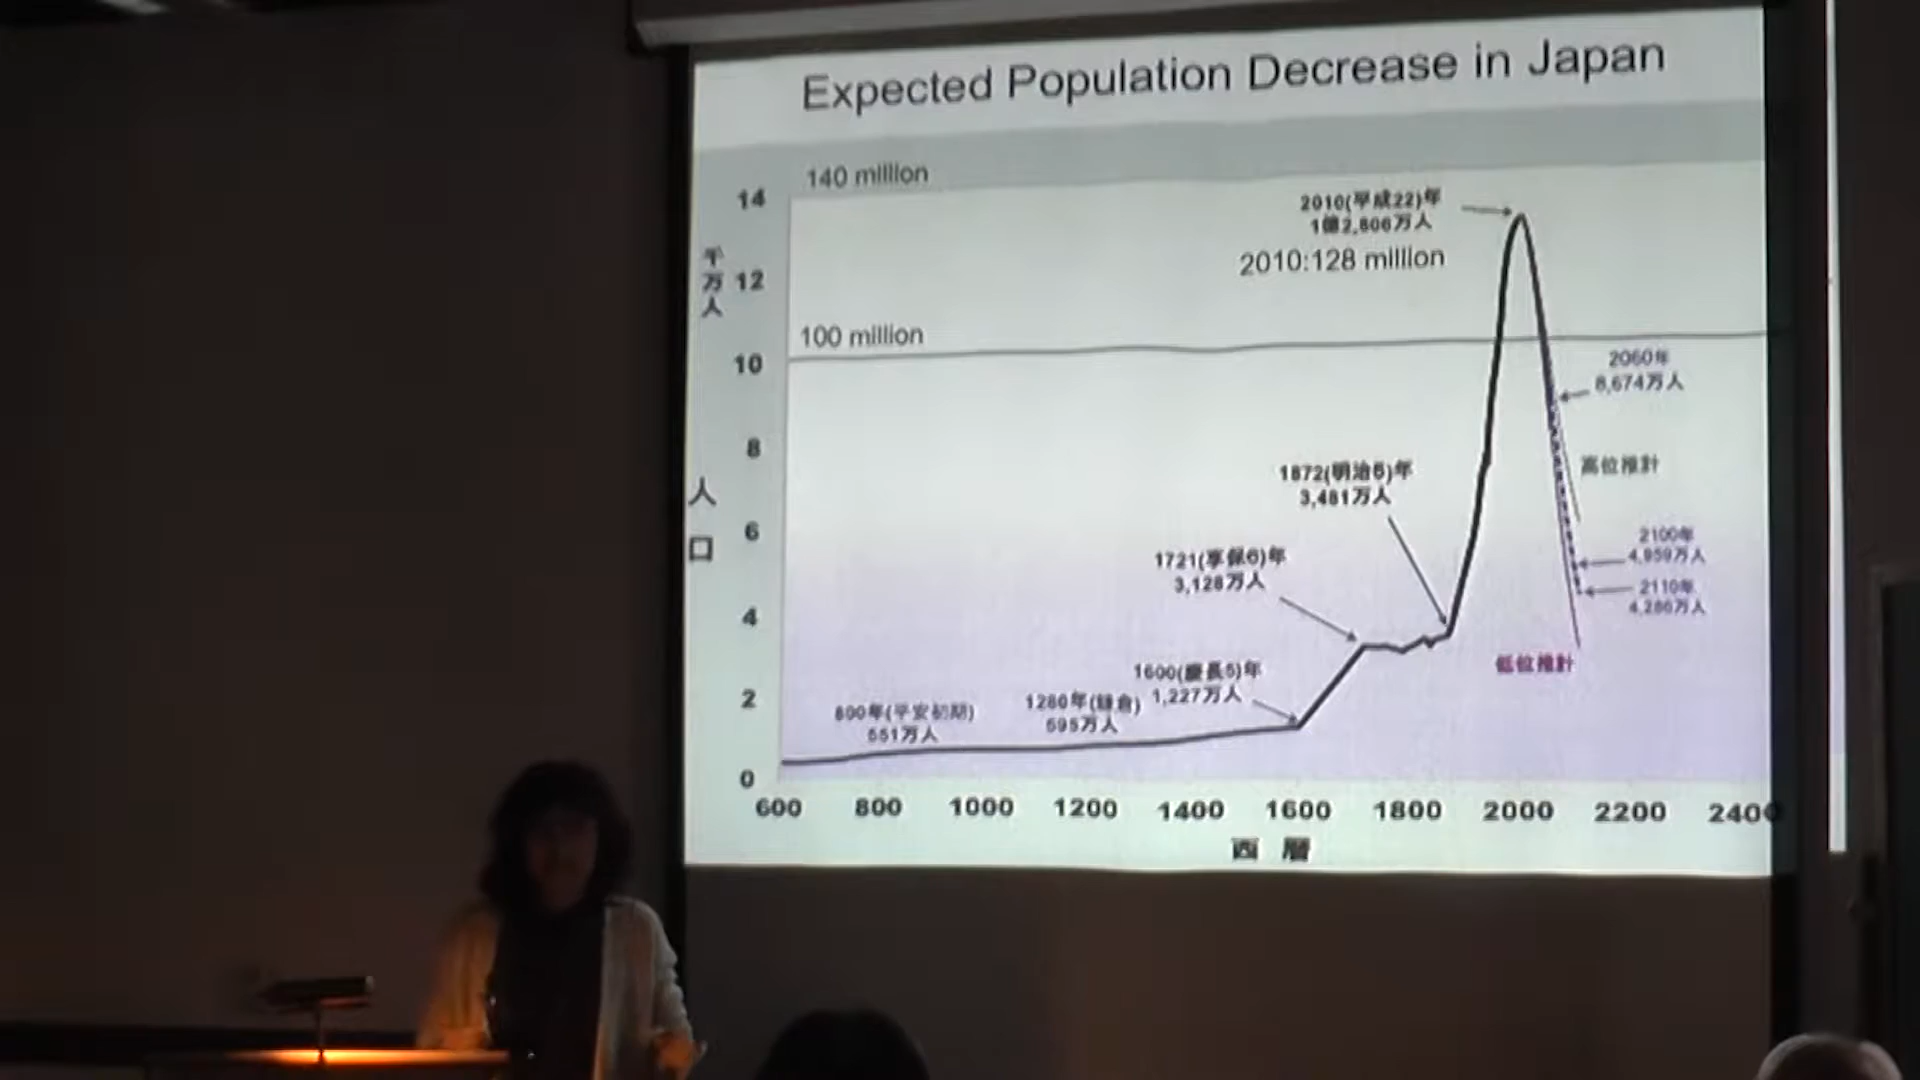 Expected Population Decrease in Japan
140 million
14
千万人
12
100 million
10
8
人口
6
4
2
0
2010(平成22)年
1億2,806万人
2010:128 million
2060年
8,674万人
高位推計
1872(明治5)年
3,481万人
2100年
4,959万人
1721(享保6)年
3,128万人
2110年
4,286万人
低位推計
1600(慶長5)年
1,227万人
1280年(鎌倉)
595万人
800年(平安初期)
551万人
600 800 1000 1200 1400 1600 1800 2000 2200 2400
西暦